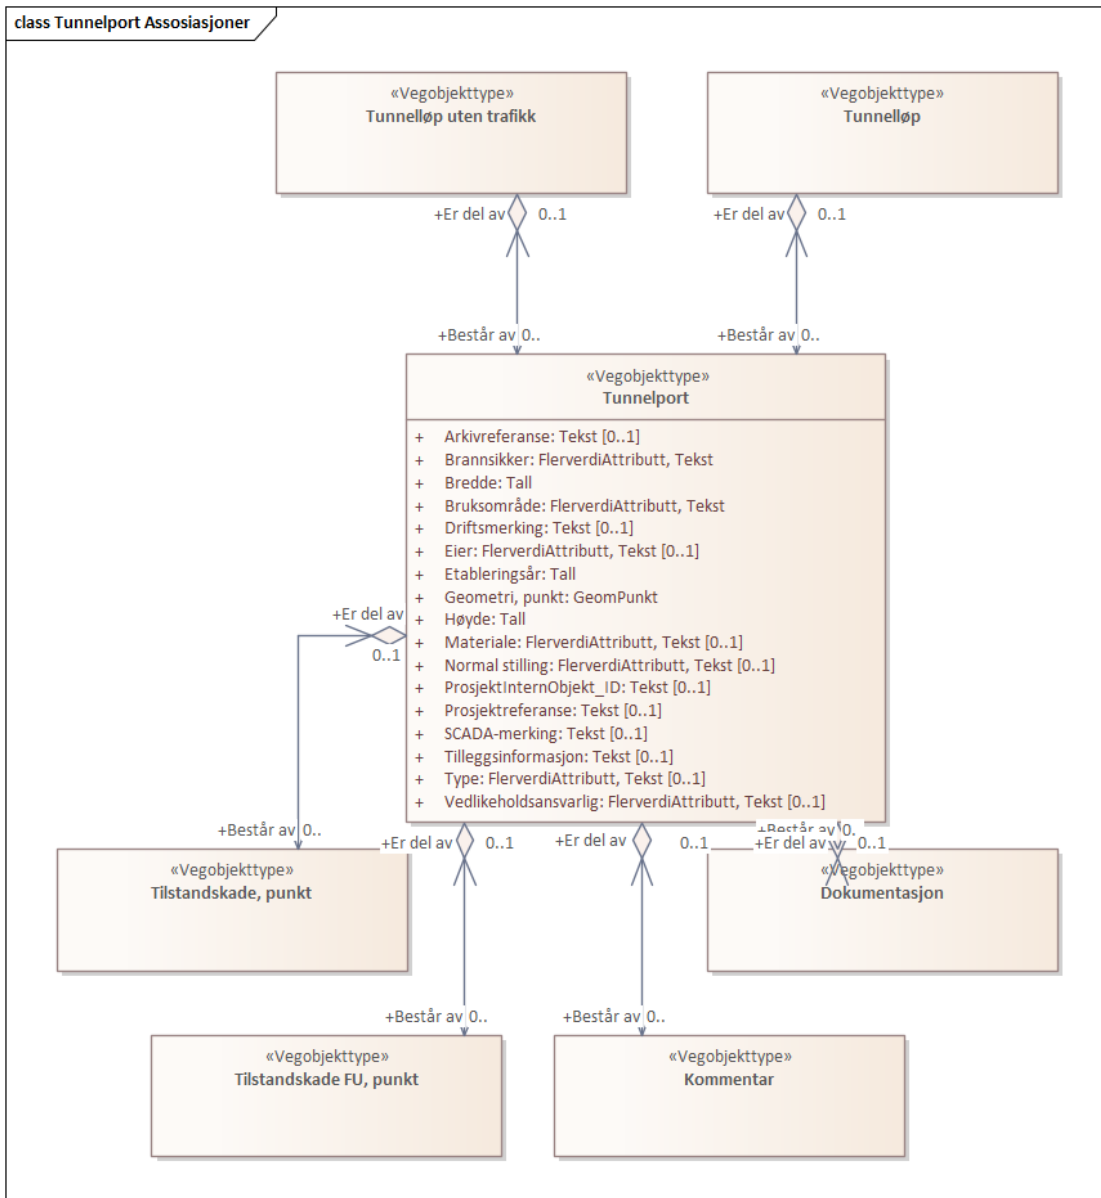 class Tunnelport Assosiasjoner
«Vegobjekttype»
Tunnelløp uten trafikk
«Vegobjekttype»
Tunnelløp
+Er del av 0..1
+Er del av 0..1
+Består av 0..
+Består av 0..
«Vegobjekttype»
Tunnelport
+ Arkivreferanse: Tekst [0..1]
+ Brannsikker: FlerverdiAttributt, Tekst
+ Bredde: Tall
+ Bruksområde: FlerverdiAttributt, Tekst
+ Driftsmerking: Tekst [0..1]
+ Eier: FlerverdiAttributt, Tekst [0..1]
+ Etableringsår: Tall
+ Geometri, punkt: GeomPunkt
+ Høyde: Tall
+ Materiale: FlerverdiAttributt, Tekst [0..1]
+ Normal stilling: FlerverdiAttributt, Tekst [0..1]
+ ProsjektInternObjekt_ID: Tekst [0..1]
+ Prosjektreferanse: Tekst [0..1]
+ SCADA-merking: Tekst [0..1]
+ Tilleggsinformasjon: Tekst [0..1]
+ Type: FlerverdiAttributt, Tekst [0..1]
+ Vedlikeholdsansvarlig: FlerverdiAttributt, Tekst [0..1]
+Er del av
0..1
+Består av 0..
«Vegobjekttype»
Tilstandskade, punkt
+Er del av 0..1
+Består av 0..
«Vegobjekttype»
Tilstandskade FU, punkt
+Er del av 0..1
+Består av 0..
«Vegobjekttype»
Kommentar
+Består av 0..
+Er del av 0..1
«Vegobjekttype»
Dokumentasjon